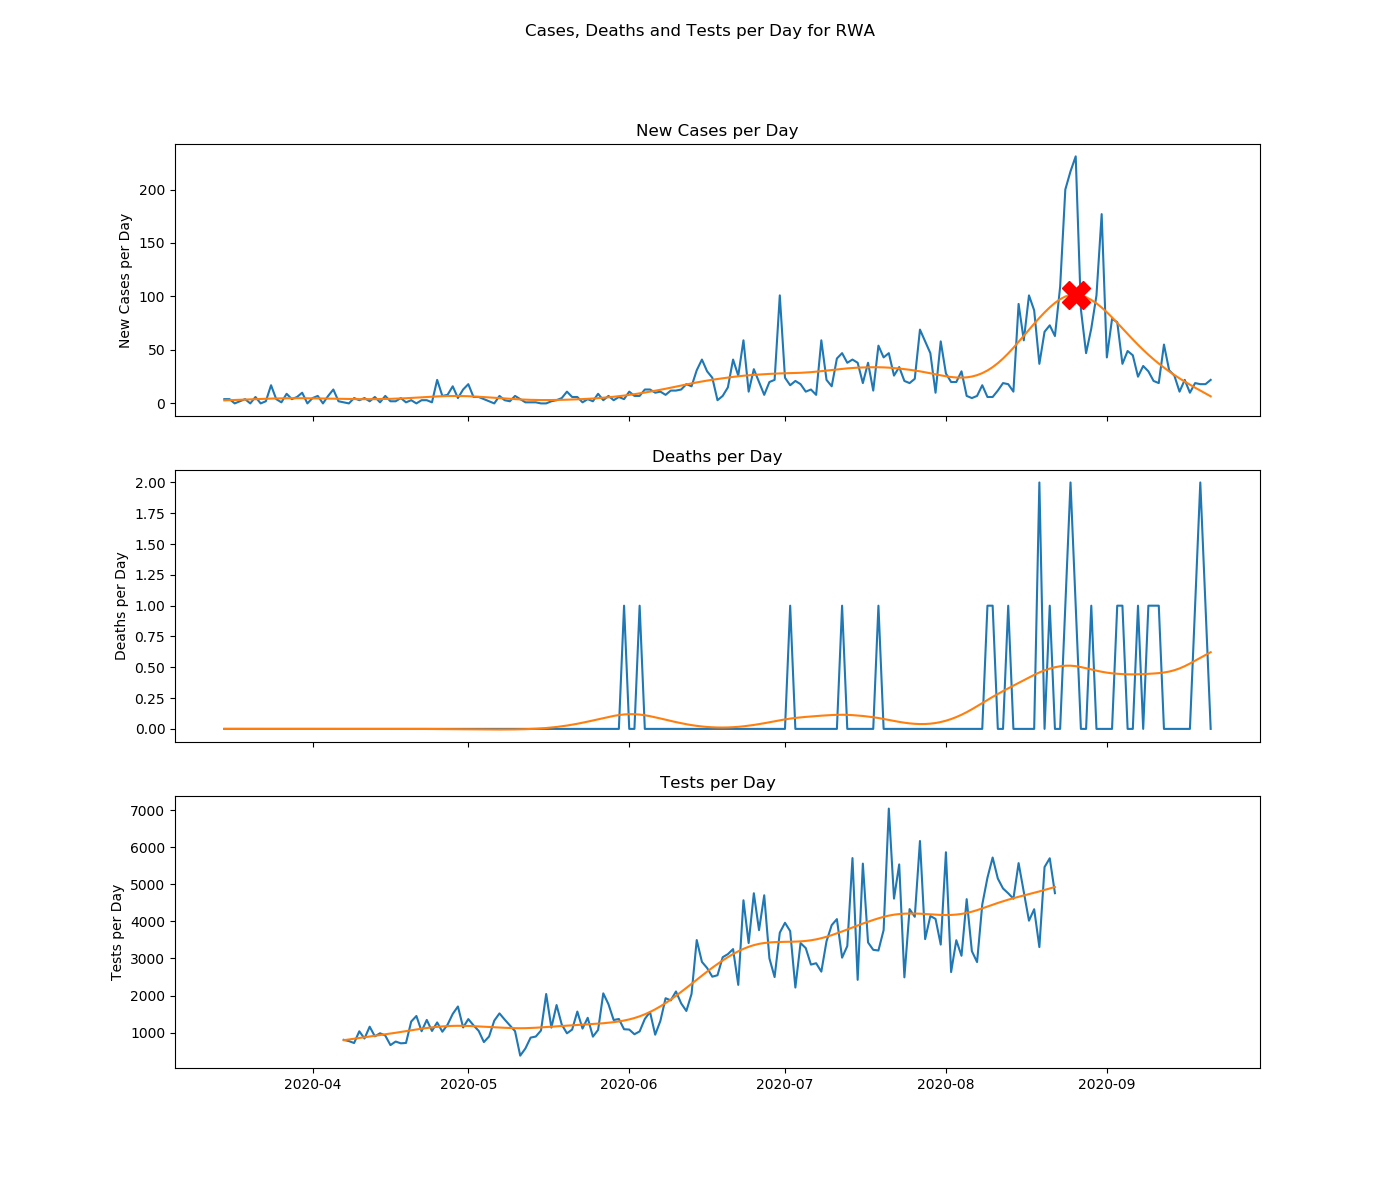 Cases, Deaths and Tests per Day for RWA
New Cases per Day
New Cases per Day
200
150
100
50
0
Deaths per Day
Deaths per Day
2.00
1.75
1.50
1.25
1.00
0.75
0.50
0.25
0.00
Tests per Day
Tests per Day
7000
6000
5000
4000
3000
2000
1000
2020-04 2020-05 2020-06 2020-07 2020-08 2020-09